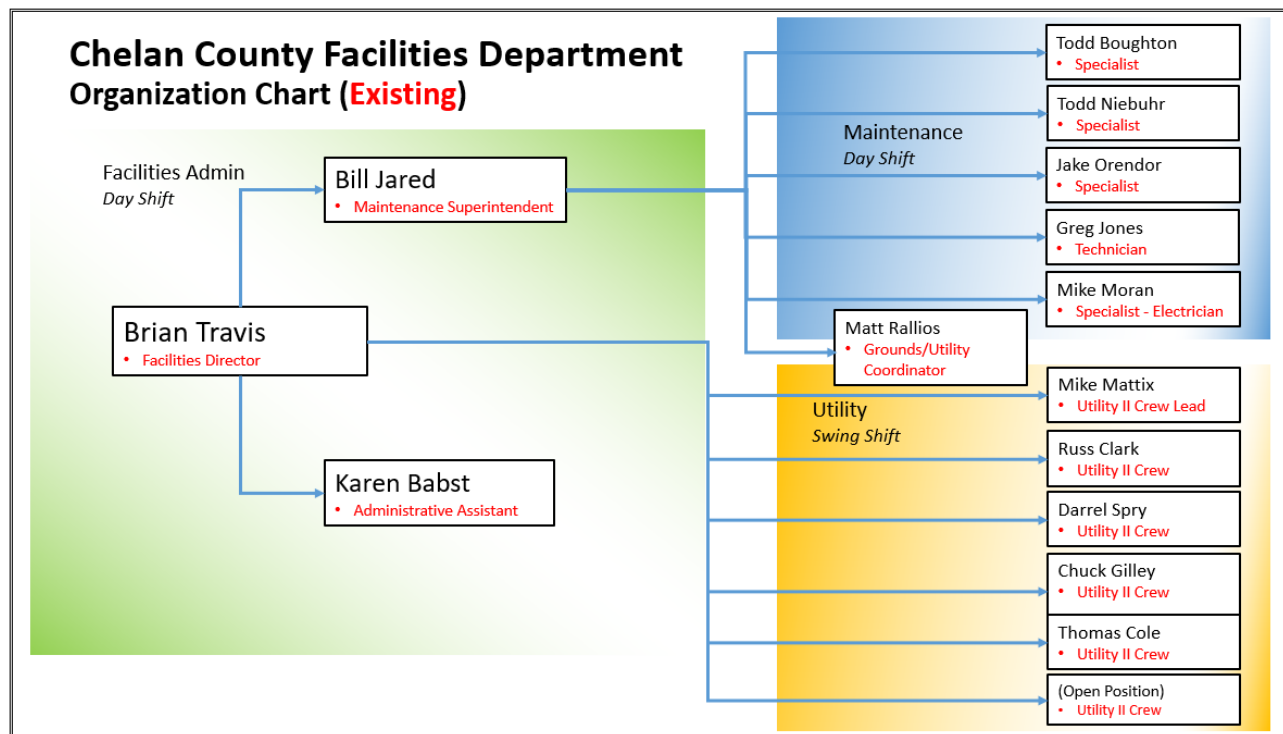 Chelan County Facilities Department
Organization Chart (Existing)
Facilities Admin
Day Shift
Bill Jared
• Maintenance Superintendent
Brian Travis
• Facilities Director
Karen Babst
• Administrative Assistant
Maintenance
Day Shift
Todd Boughton
• Specialist
Todd Niebuhr
• Specialist
Jake Orendor
• Specialist
Greg Jones
• Technician
Mike Moran
• Specialist - Electrician
Matt Rallios
• Grounds/Utility
Coordinator
Utility
Swing Shift
Mike Mattix
• Utility II Crew Lead
Russ Clark
• Utility II Crew
Darrel Spry
• Utility II Crew
Chuck Gilley
• Utility II Crew
Thomas Cole
• Utility II Crew
(Open Position)
• Utility II Crew